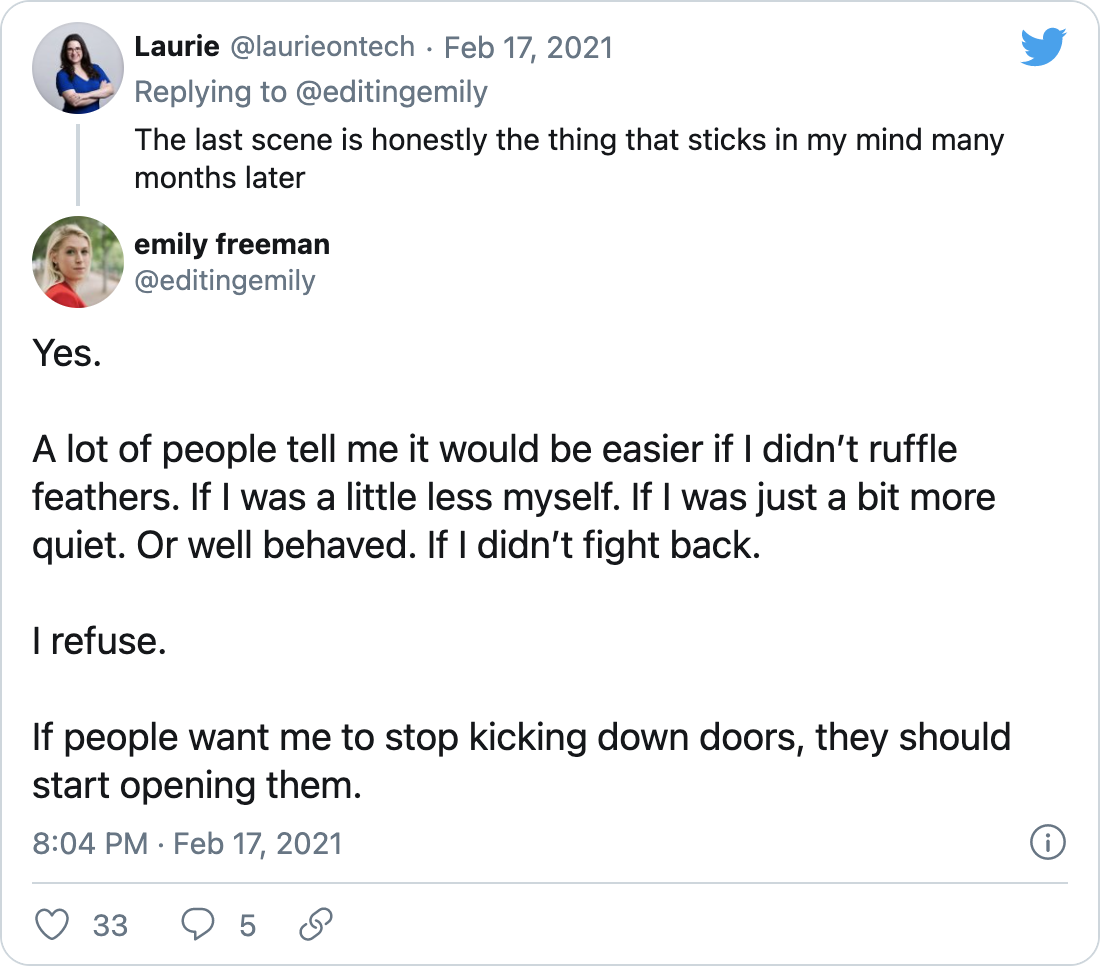 Laurie @laurieontech · Feb 17, 2021
Replying to @editingemily
The last scene is honestly the thing that sticks in my mind many
months later
emily freeman
@editingemily
Yes.
A lot of people tell me it would be easier if I didn’t ruffle
feathers. If I was a little less myself. If I was just a bit more
quiet. Or well behaved. If I didn’t fight back.
I refuse.
If people want me to stop kicking down doors, they should
start opening them.
8:04 PM · Feb 17, 2021
33 5